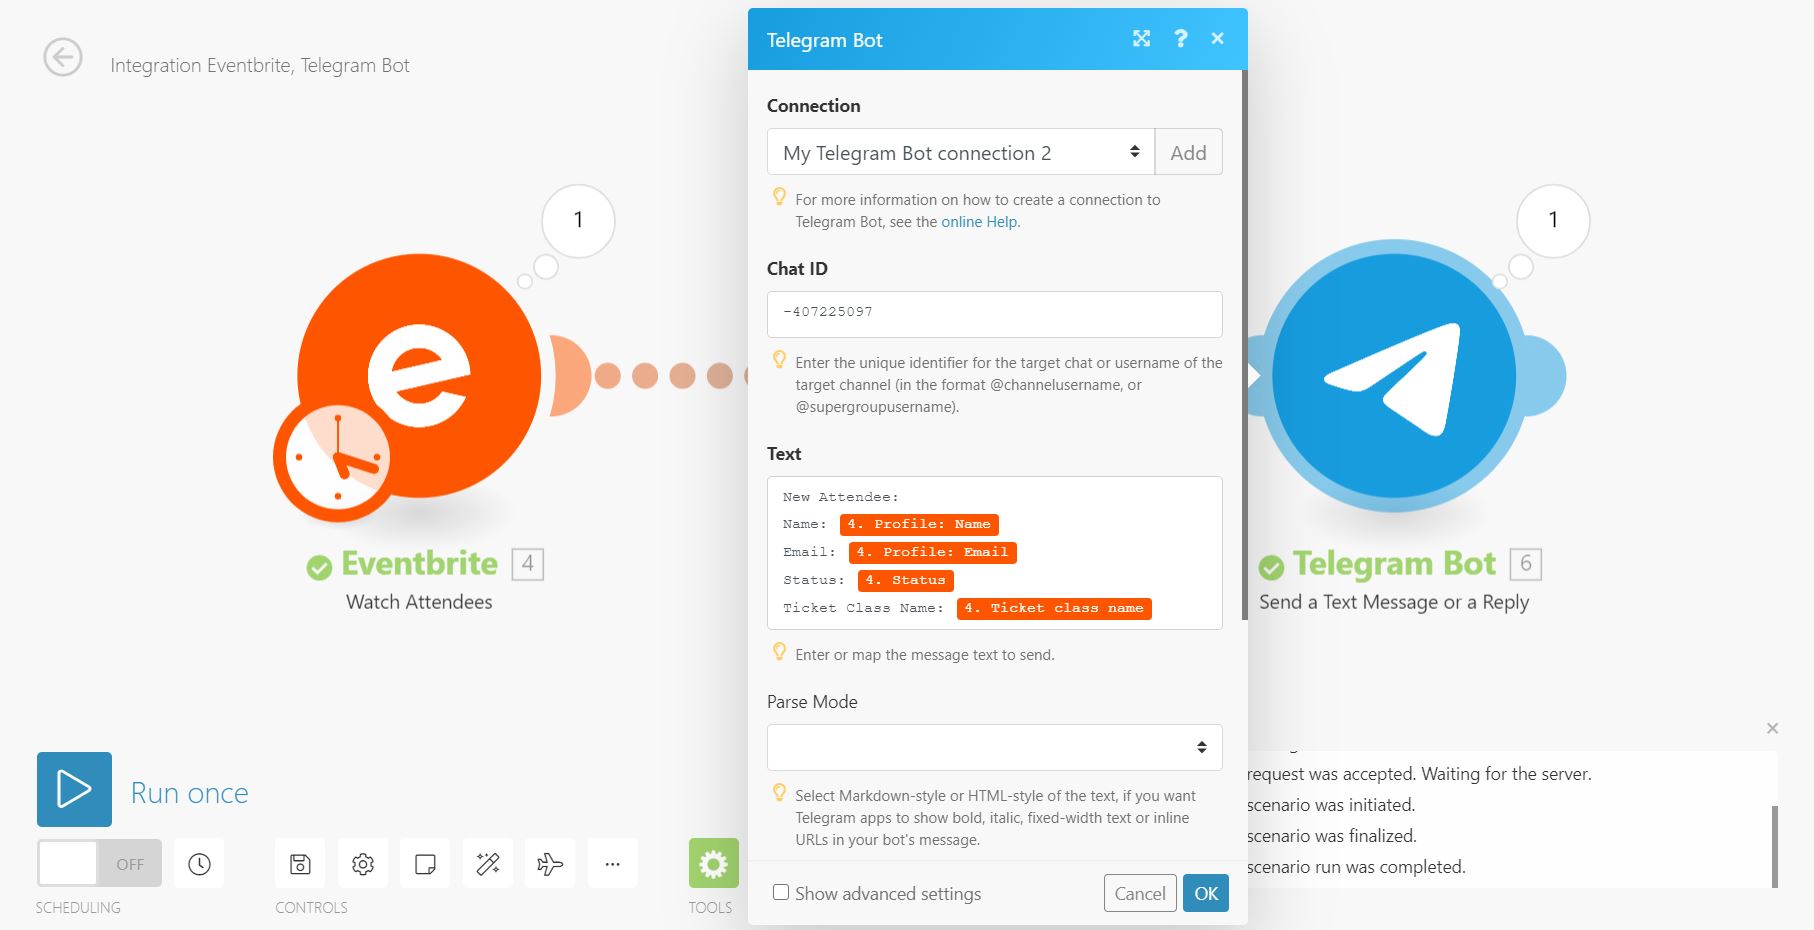 Integration Eventbrite, Telegram Bot
1
Eventbrite 4
Watch Attendees
Telegram Bot
?
Connection
My Telegram Bot connection 2
Add
For more information on how to create a connection to
Telegram Bot, see the online Help.
Chat ID
-407225097
Enter the unique identifier for the target chat or username of the
target channel (in the format @channelusername, or
@supergroupusername).
Text
New Attendee:
Name: 4. Profile: Name
Email: 4. Profile: Email
Status: 4. Status
Ticket Class Name: 4. Ticket class name
Enter or map the message text to send.
Parse Mode
Select Markdown-style or HTML-style of the text, if you want
Telegram apps to show bold, italic, fixed-width text or inline
URLs in your bot's message.
Show advanced settings
Cancel
OK
1
Telegram Bot 6
Send a Text Message or a Reply
request was accepted. Waiting for the server.
scenario was initiated.
scenario was finalized.
scenario run was completed.
Run once
OFF
SCHEDULING
CONTROLS
TOOLS